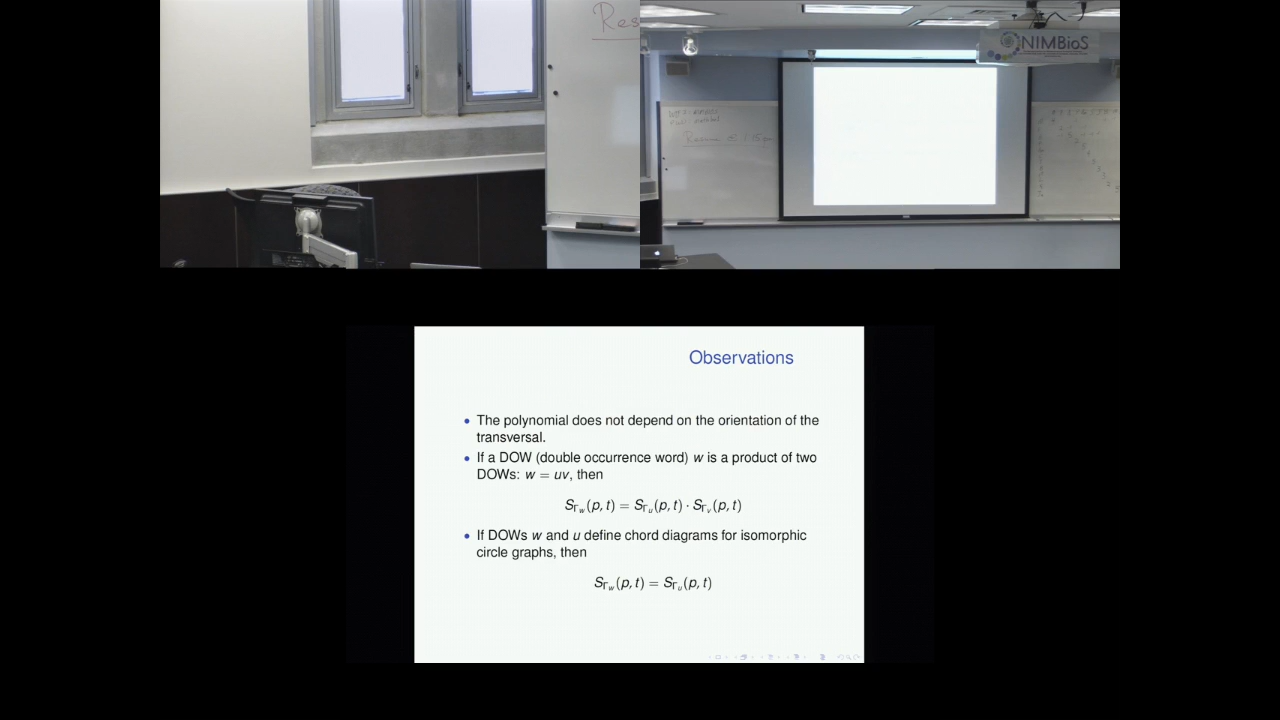 Res
NIMBioS
Observations
• The polynomial does not depend on the orientation of the
transversal.
• If a DOW (double occurrence word) w is a product of two
DOWs: w = uv, then
S_{Γ_w}(p, t) = S_{Γ_u}(p, t) · S_{Γ_v}(p, t)
• If DOWs w and u define chord diagrams for isomorphic
circle graphs, then
S_{Γ_w}(p, t) = S_{Γ_u}(p, t)